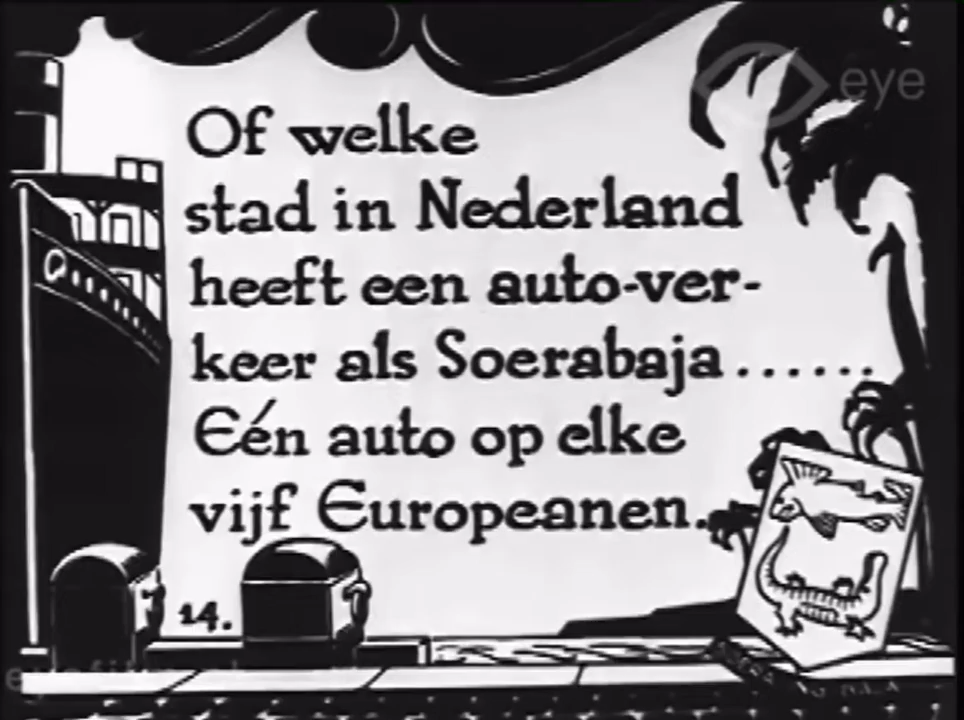 eye
Of welke
stad in Nederland
heeft een auto-ver-
keer als Soerabaja......
Eén auto op elke
vijf Europeanen.
14.